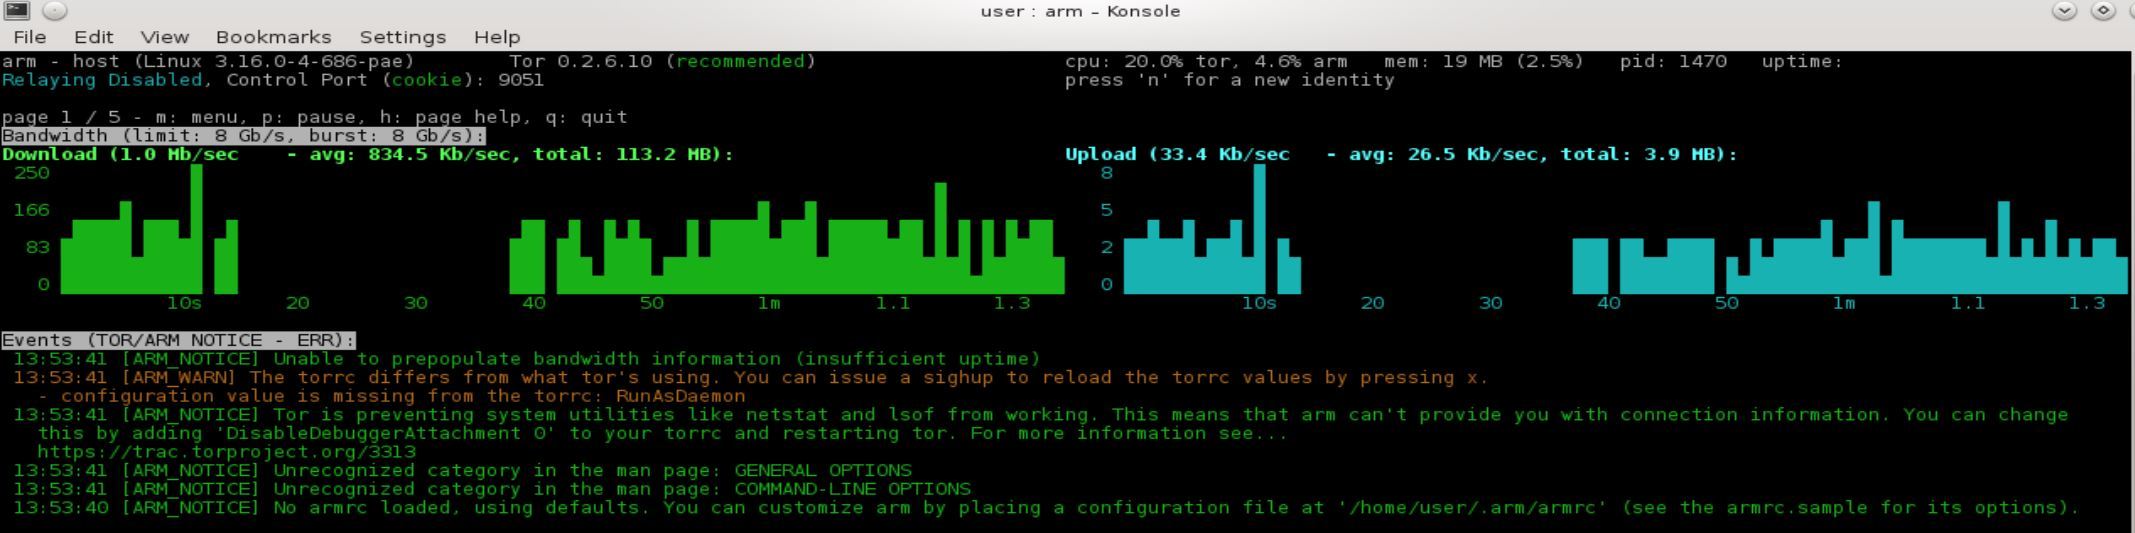 user : arm – Konsole
File Edit View Bookmarks Settings Help
arm - host (Linux 3.16.0-4-686-pae) Tor 0.2.6.10 (recommended) cpu: 20.0% tor, 4.6% arm mem: 19 MB (2.5%) pid: 1470 uptime:
Relaying Disabled, Control Port (cookie): 9051 press 'n' for a new identity
page 1 / 5 - m: menu, p: pause, h: page help, q: quit
Bandwidth (limit: 8 Gb/s, burst: 8 Gb/s):
Download (1.0 Mb/sec - avg: 834.5 Kb/sec, total: 113.2 MB): Upload (33.4 Kb/sec - avg: 26.5 Kb/sec, total: 3.9 MB):
250 8
166 5
83 2
0 0
10s 20 30 40 50 1m 1.1 1.3 10s 20 30 40 50 1m 1.1 1.3
Events (TOR/ARM NOTICE - ERR):
13:53:41 [ARM_NOTICE] Unable to prepopulate bandwidth information (insufficient uptime)
13:53:41 [ARM_WARN] The torrc differs from what tor's using. You can issue a sighup to reload the torrc values by pressing x.
- configuration value is missing from the torrc: RunAsDaemon
13:53:41 [ARM_NOTICE] Tor is preventing system utilities like netstat and lsof from working. This means that arm can't provide you with connection information. You can change
this by adding 'DisableDebuggerAttachment 0' to your torrc and restarting tor. For more information see...
https://trac.torproject.org/3313
13:53:41 [ARM_NOTICE] Unrecognized category in the man page: GENERAL OPTIONS
13:53:41 [ARM_NOTICE] Unrecognized category in the man page: COMMAND-LINE OPTIONS
13:53:40 [ARM_NOTICE] No armrc loaded, using defaults. You can customize arm by placing a configuration file at '/home/user/.arm/armrc' (see the armrc.sample for its options).